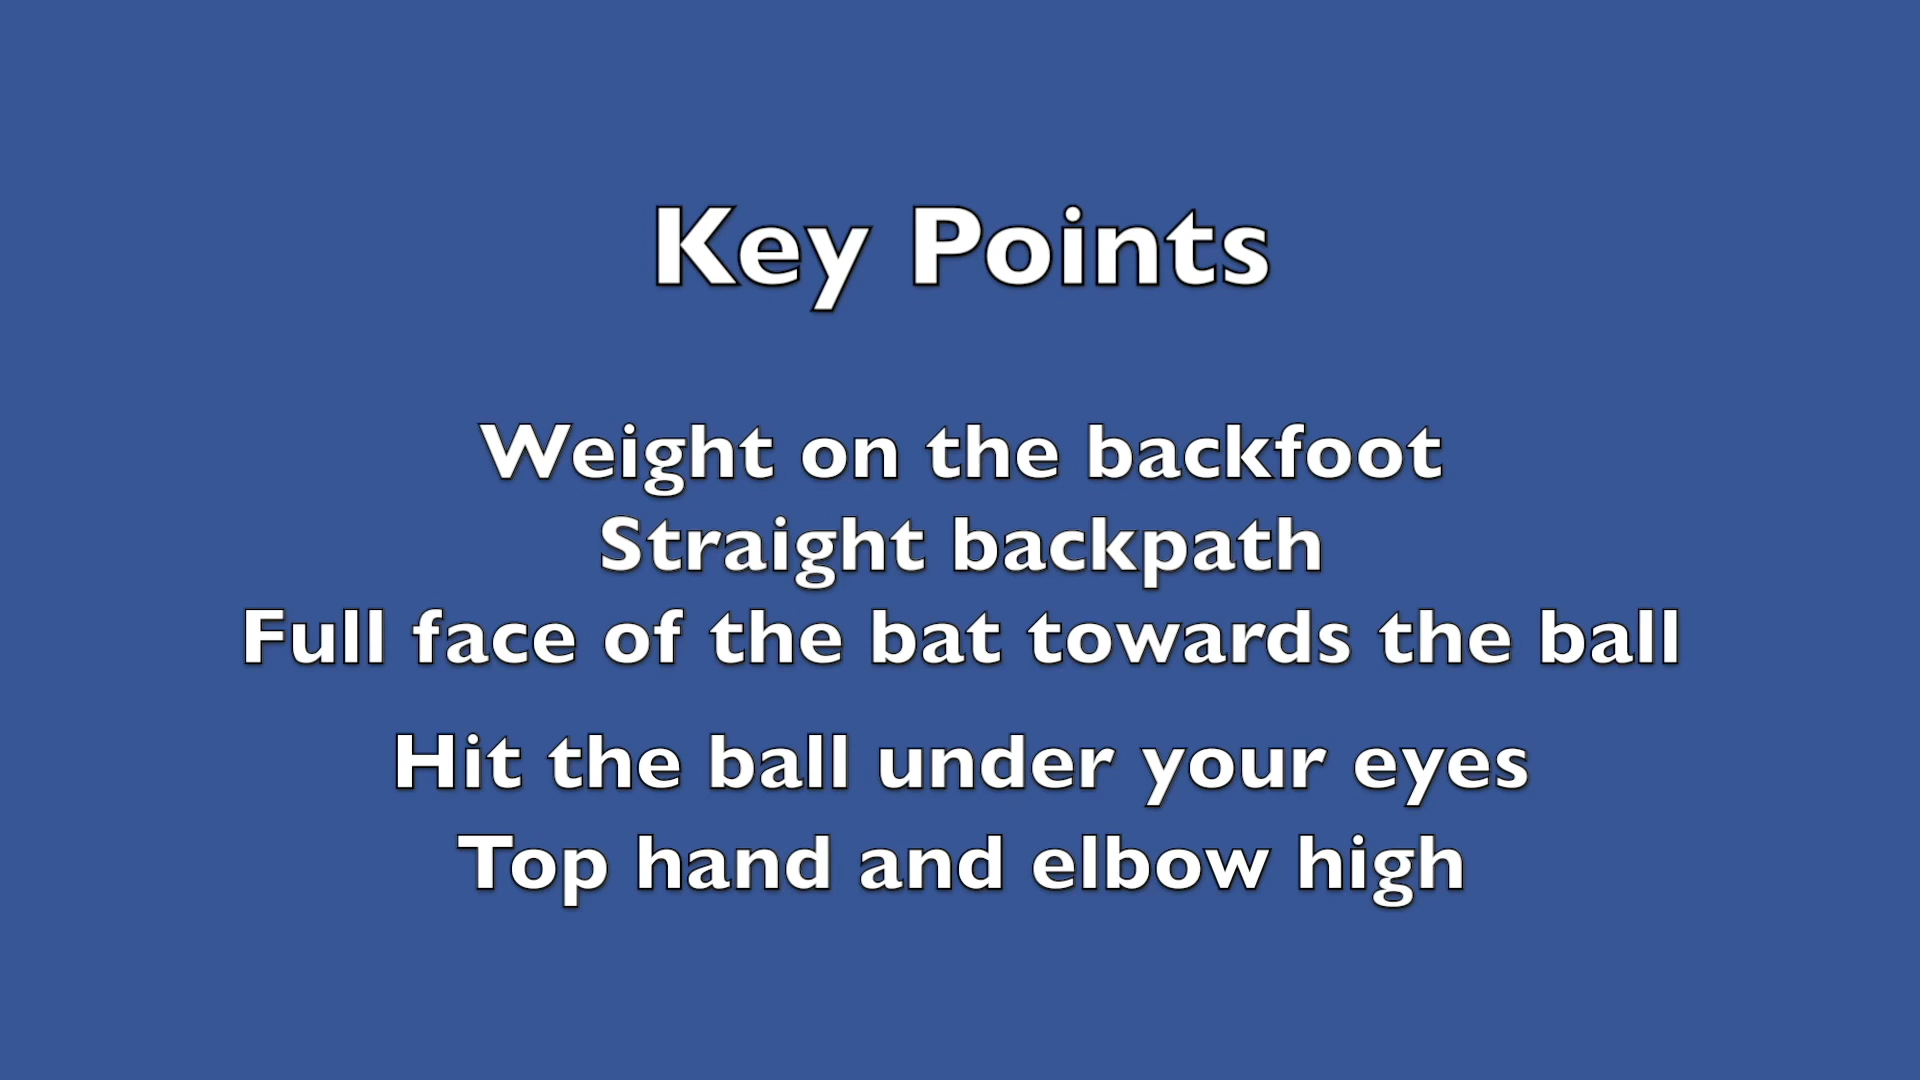 Key Points
Weight on the backfoot
Straight backpath
Full face of the bat towards the ball
Hit the ball under your eyes
Top hand and elbow high